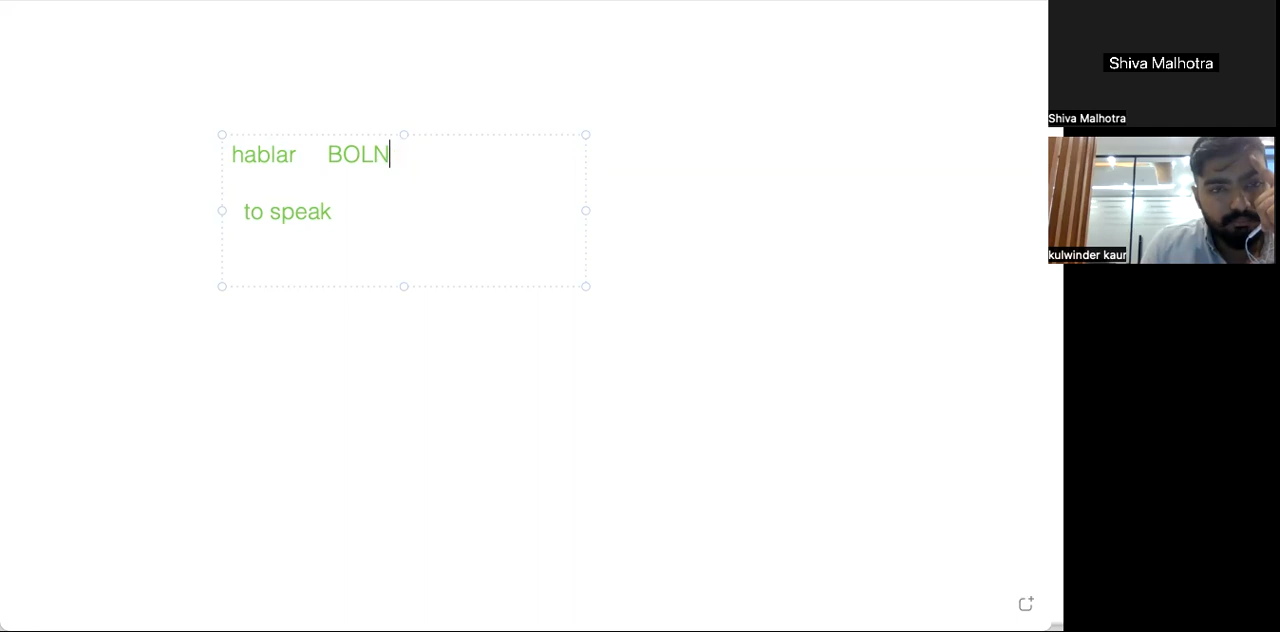 hablar BOLN
to speak
Shiva Malhotra
Shiva Malhotra
kulwinder kaur